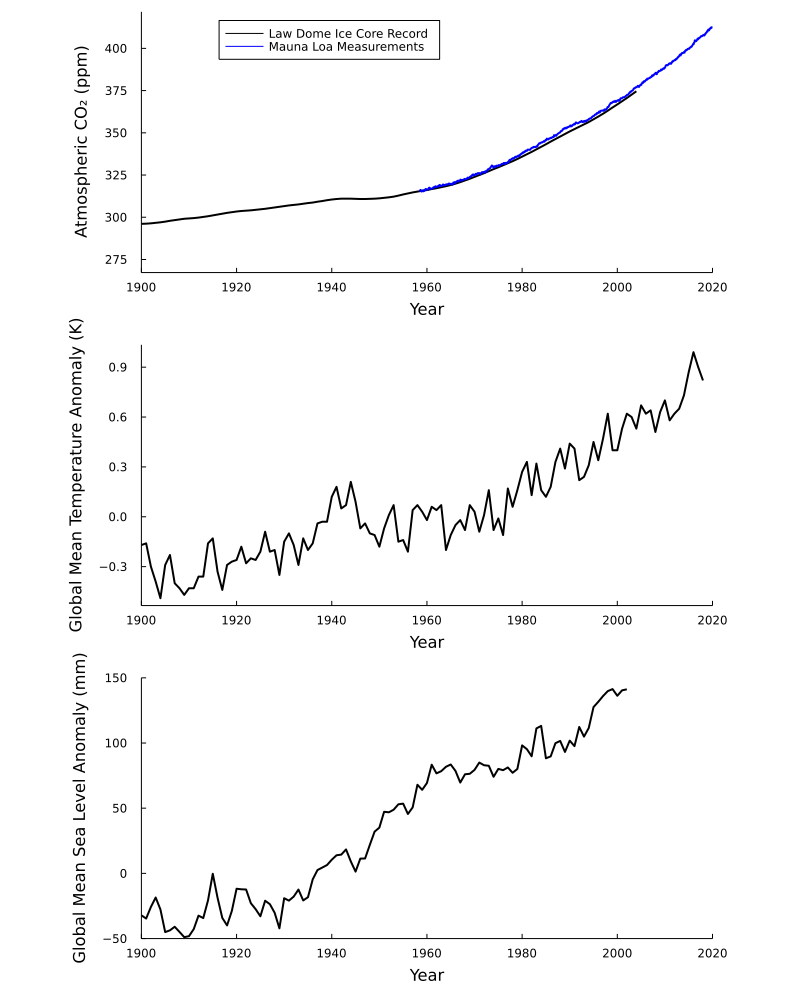 Law Dome Ice Core Record
Mauna Loa Measurements
Atmospheric CO₂ (ppm)
400
375
350
325
300
275
1900 1920 1940 1960 1980 2000 2020
Year
Global Mean Temperature Anomaly (K)
0.9
0.6
0.3
0.0
−0.3
1900 1920 1940 1960 1980 2000 2020
Year
Global Mean Sea Level Anomaly (mm)
150
100
50
0
−50
1900 1920 1940 1960 1980 2000 2020
Year